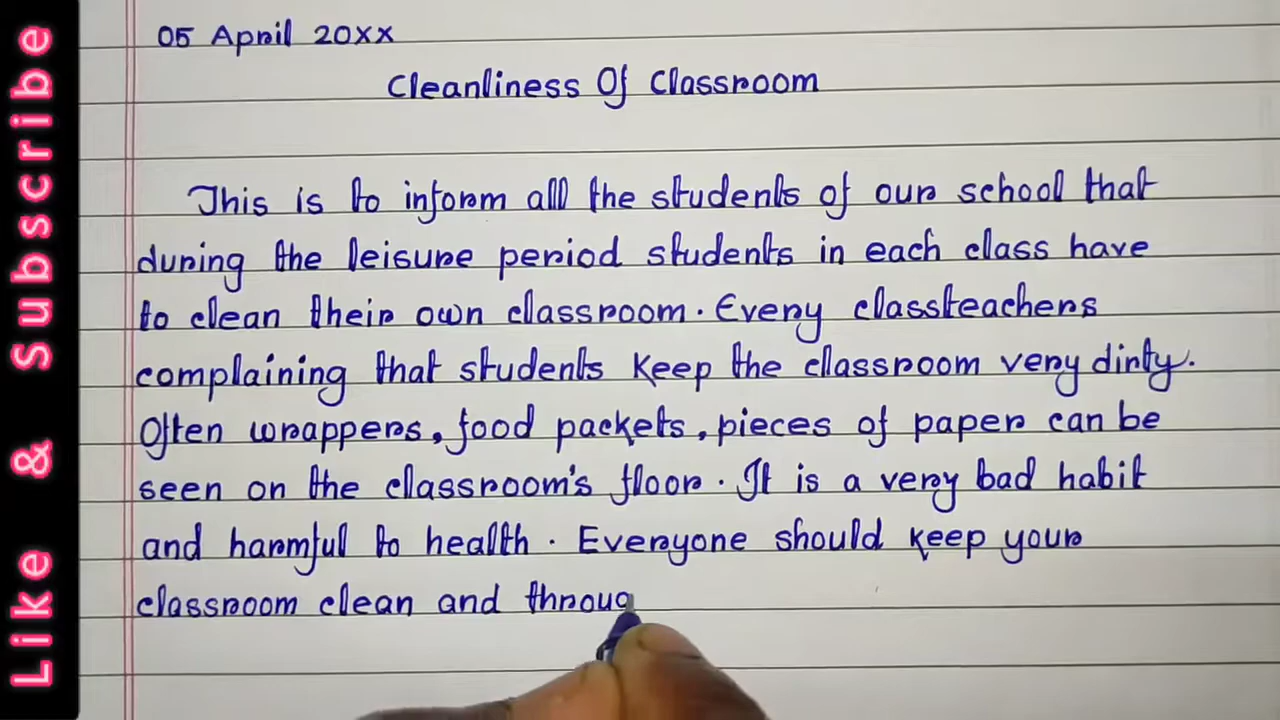 Like & Subscribe
05 April 20xx
Cleanliness Of Classroom
This is to inform all the students of our school that
during the leisure period students in each class have
to clean their own classroom. Every classteachers
complaining that students keep the classroom very dirty.
Often wrappers, food packets, pieces of paper can be
seen on the classroom's floor. It is a very bad habit
and harmful to health. Everyone should keep your
classroom clean and throug